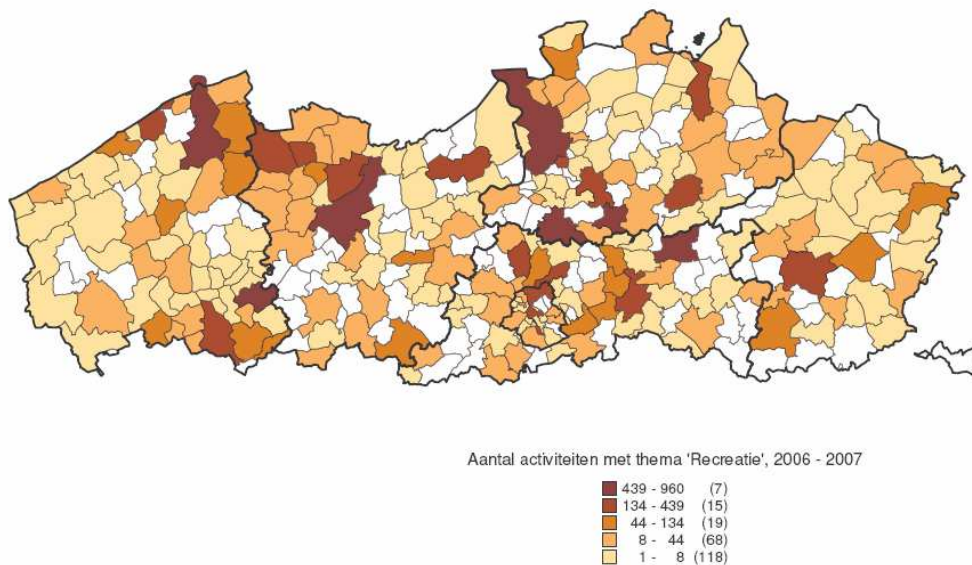 Aantal activiteiten met thema 'Recreatie', 2006 - 2007
439 - 960 (7)
134 - 439 (15)
44 - 134 (19)
8 - 44 (68)
1 - 8 (118)